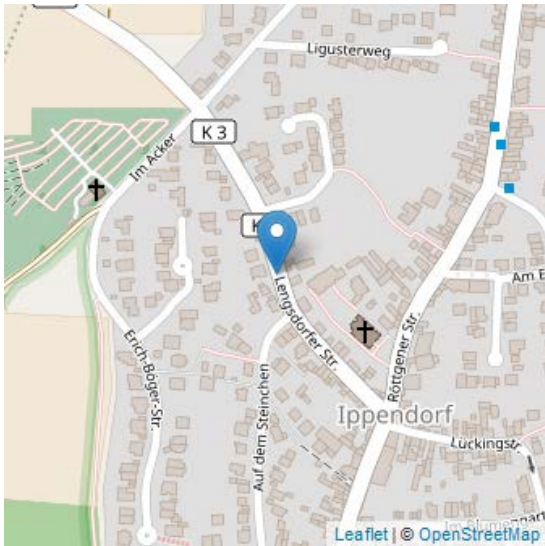 Ligusterweg
K 3
Im Acker
K
Am E
Lengsdorfer Str.
Röttgener Str.
Erich-Böger-Str.
Auf dem Steinchen
Ippendorf
Lückingstr.
Leaflet | © OpenStreetMap